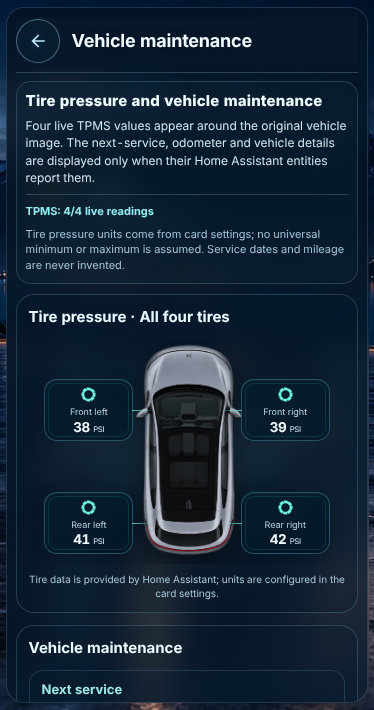 Vehicle maintenance
Tire pressure and vehicle maintenance
Four live TPMS values appear around the original vehicle
image. The next-service, odometer and vehicle details
are displayed only when their Home Assistant entities
report them.
TPMS: 4/4 live readings
Tire pressure units come from card settings; no universal
minimum or maximum is assumed. Service dates and mileage
are never invented.
Tire pressure · All four tires
Front left
38 PSI
Front right
39 PSI
Rear left
41 PSI
Rear right
42 PSI
Tire data is provided by Home Assistant; units are configured in the
card settings.
Vehicle maintenance
Next service